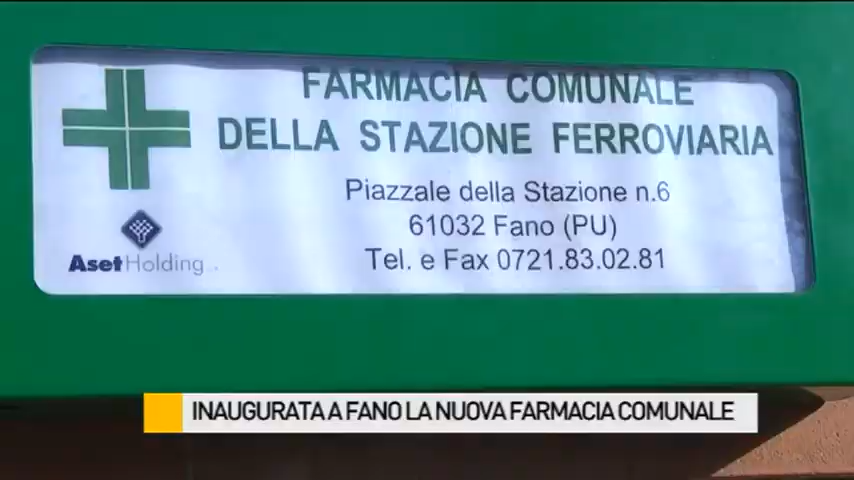 FARMACIA COMUNALE
DELLA STAZIONE FERROVIARIA
Piazzale della Stazione n.6
61032 Fano (PU)
Tel. e Fax 0721.83.02.81
AsetHolding
INAUGURATA A FANO LA NUOVA FARMACIA COMUNALE